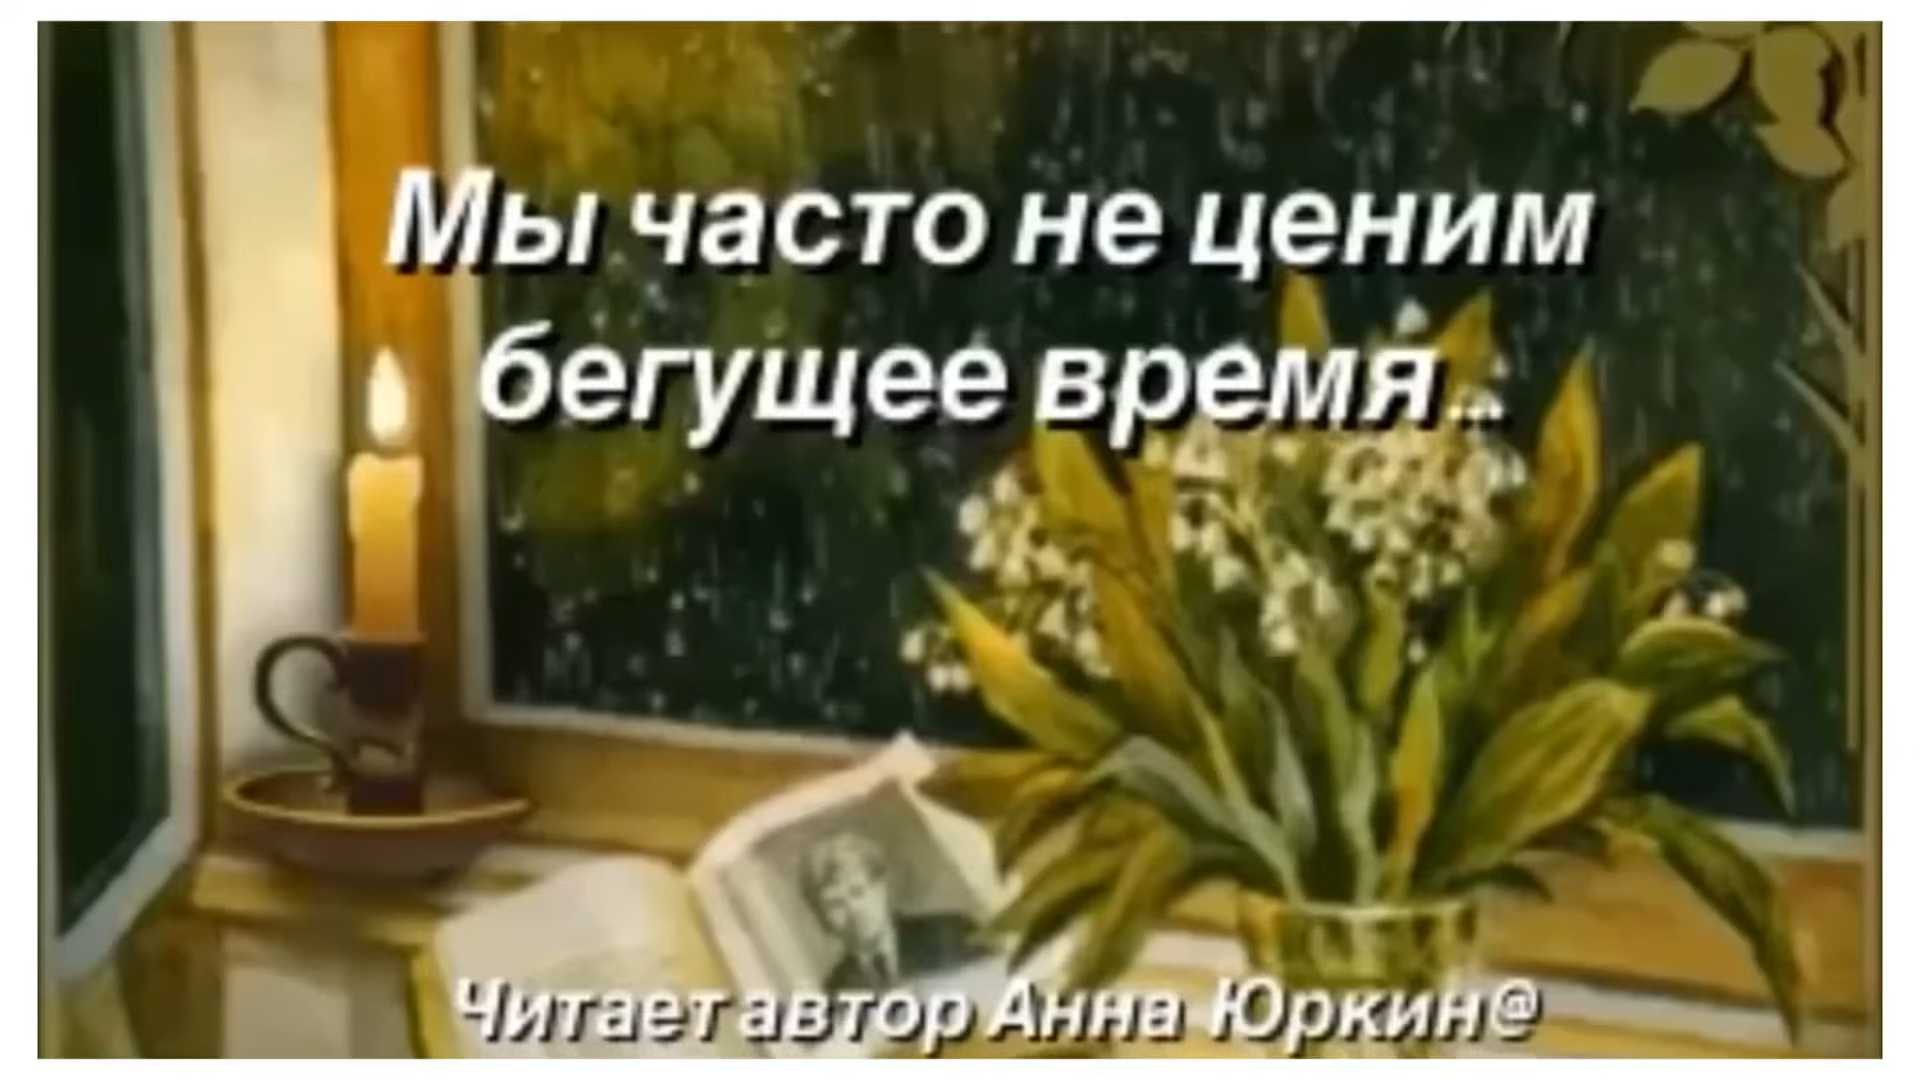 Мы часто не ценим
бегущее время...
Читает автор Анна Юркин@